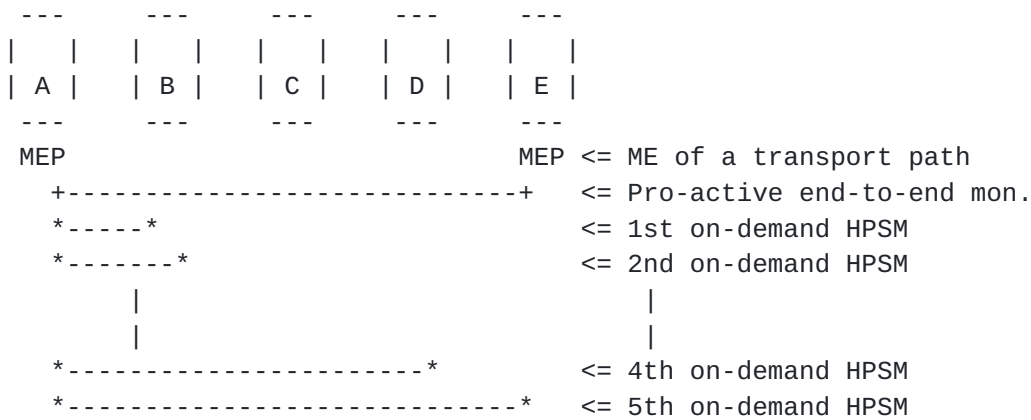 ---     ---     ---     ---     ---
|   |   |   |   |   |   |   |   |   |
| A |   | B |   | C |   | D |   | E |
 ---     ---     ---     ---     ---
 MEP                             MEP <= ME of a transport path
   +-----------------------------+   <= Pro-active end-to-end mon.
   *-----*                           <= 1st on-demand HPSM
   *-------*                         <= 2nd on-demand HPSM
        |                                |
        |                                |
   *-----------------------*         <= 4th on-demand HPSM
   *-----------------------------*   <= 5th on-demand HPSM